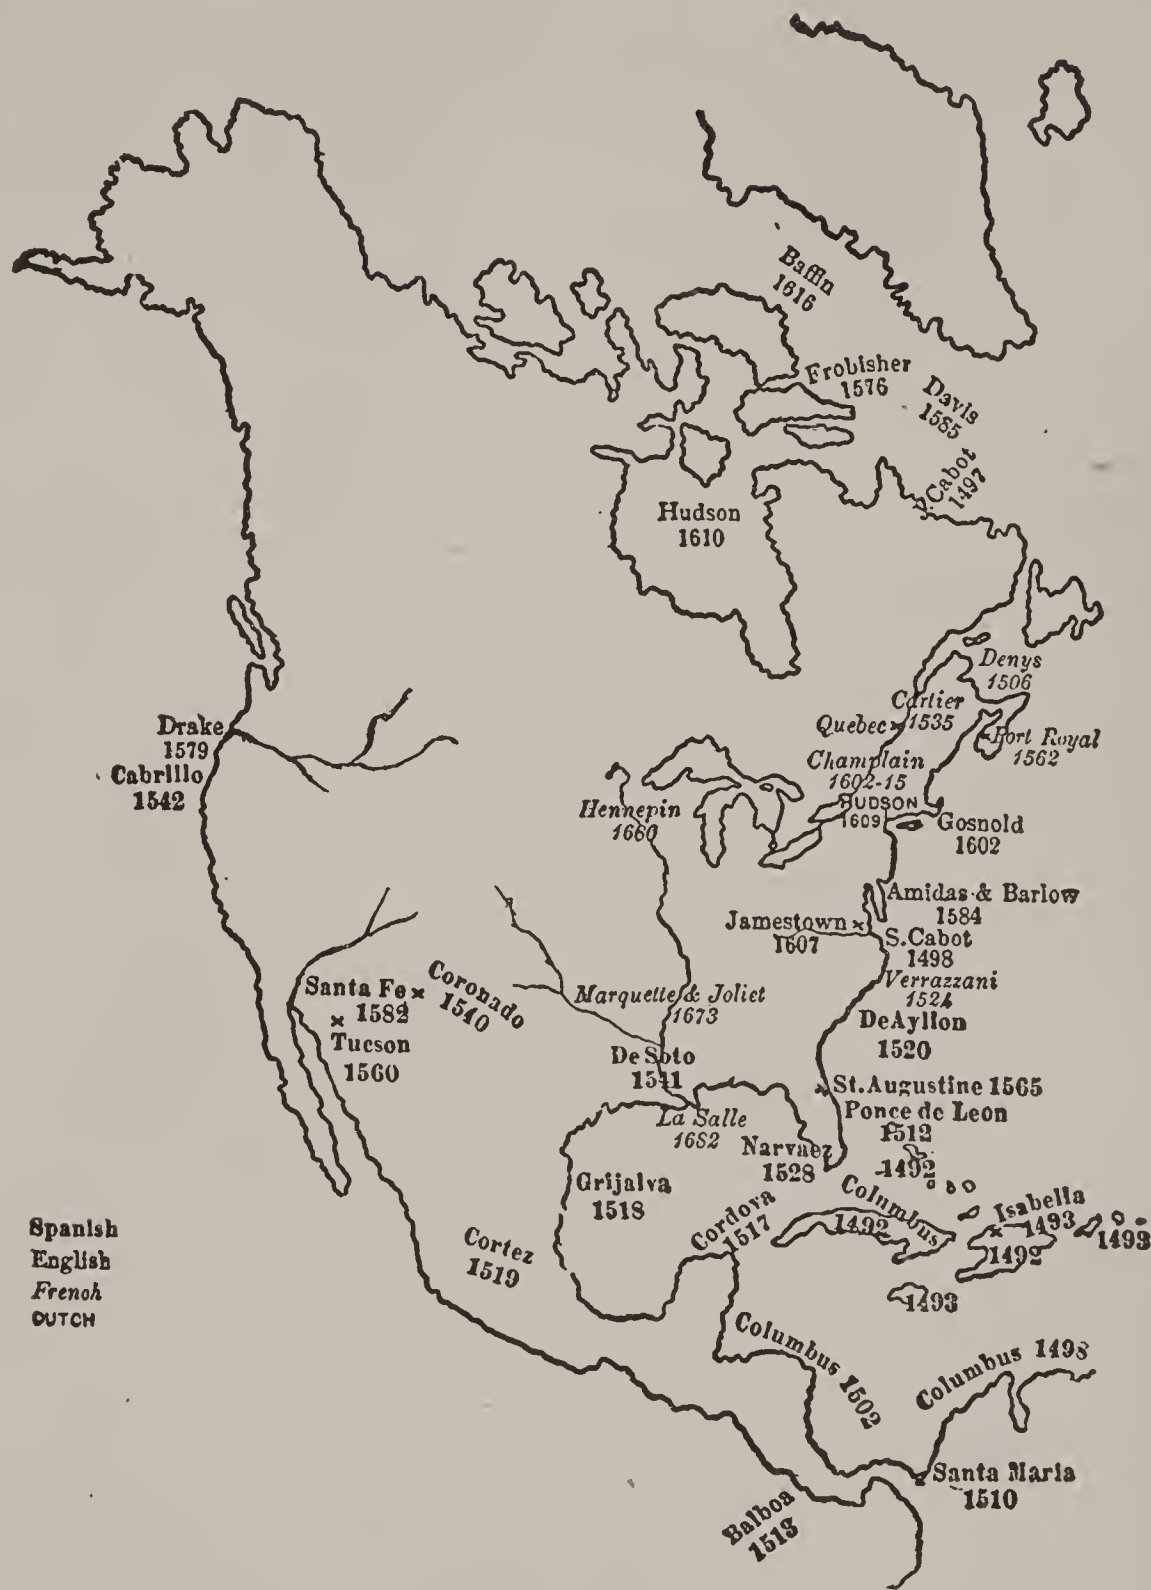 Baffin
1616
Frobisher
1576
Davis
1585
Cabot
1497
Hudson
1610
Denys
1506
Cartier
1535
Quebec
Port Royal
1562
Champlain
1602-15
HUDSON
1609
Gosnold
1602
Drake
1579
Cabrillo
1542
Hennepin
1680
Amidas & Barlow
1584
Jamestown
1607
S. Cabot
1498
Verrazzani
1524
Santa Fe
1582
Coronado
1540
Tucson
1560
Marquette & Joliet
1673
De Ayllon
1520
De Soto
1541
St. Augustine 1565
Ponce de Leon
1512
La Salle
1682
Narvaez
1528
1492
Grijalva
1518
Cordova
1517
Columbus
1492
Isabella
1493
1492
1493
1493
Cortez
1519
Spanish
English
Frenoh
DUTCH
Columbus 1502
Columbus 1498
Santa Maria
1510
Balboa
1513